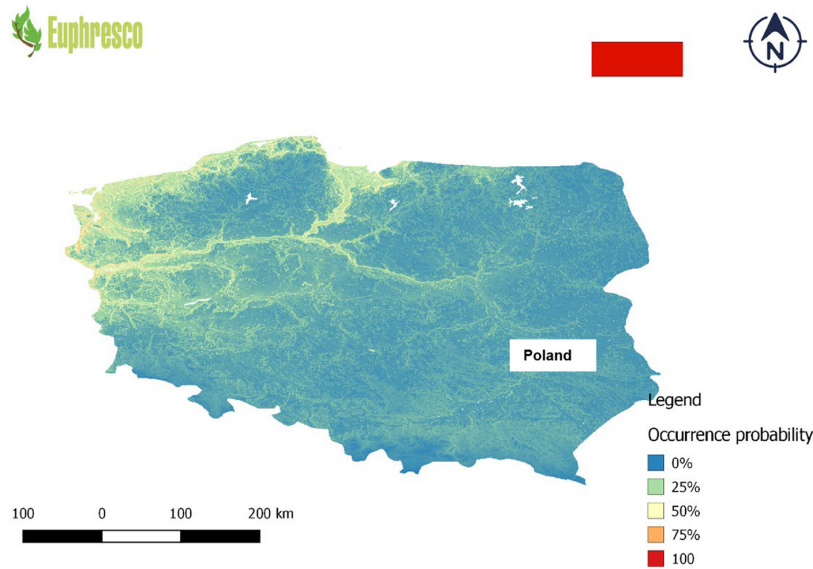 Euphresco
N
Poland
Legend
Occurrence probability
0%
25%
50%
75%
100
100 0 100 200 km